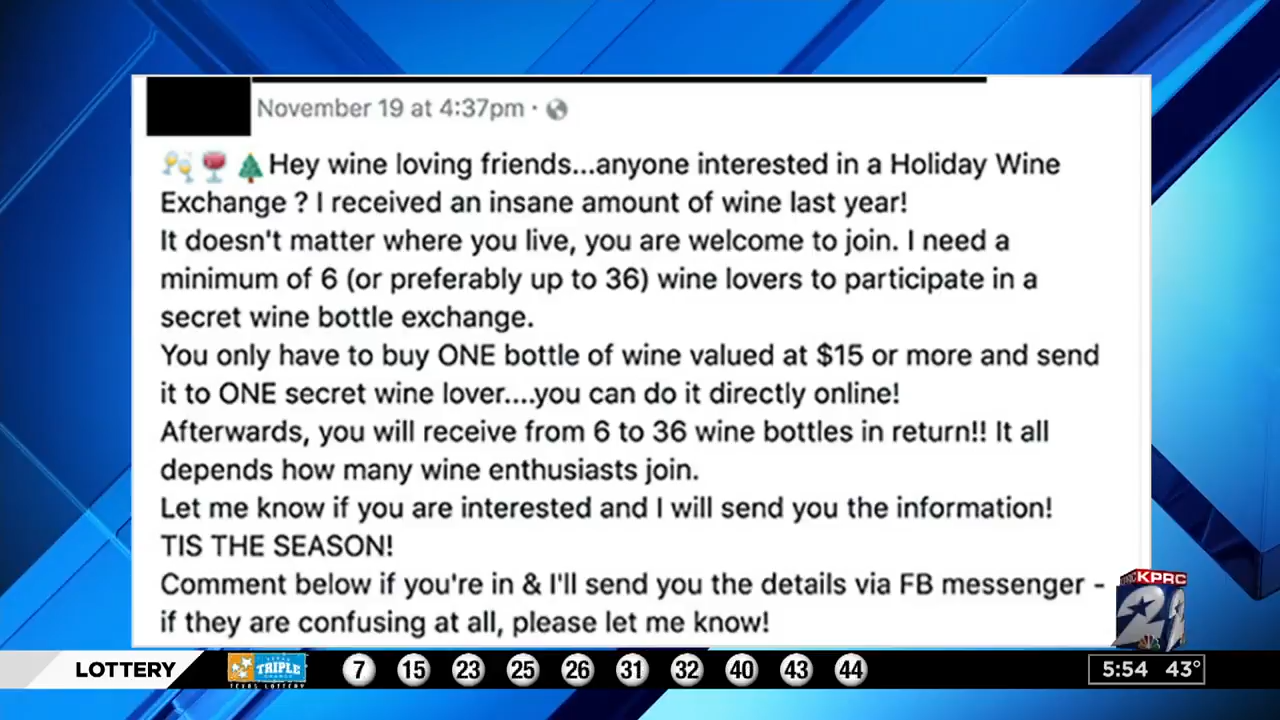 November 19 at 4:37pm ·
Hey wine loving friends...anyone interested in a Holiday Wine
Exchange ? I received an insane amount of wine last year!
It doesn't matter where you live, you are welcome to join. I need a
minimum of 6 (or preferably up to 36) wine lovers to participate in a
secret wine bottle exchange.
You only have to buy ONE bottle of wine valued at $15 or more and send
it to ONE secret wine lover....you can do it directly online!
Afterwards, you will receive from 6 to 36 wine bottles in return!! It all
depends how many wine enthusiasts join.
Let me know if you are interested and I will send you the information!
TIS THE SEASON!
Comment below if you're in & I'll send you the details via FB messenger -
if they are confusing at all, please let me know!
KPRC
2
LOTTERY
TRIPLE
CHANCE
TEXAS LOTTERY
7 15 23 25 26 31 32 40 43 44
5:54 43°